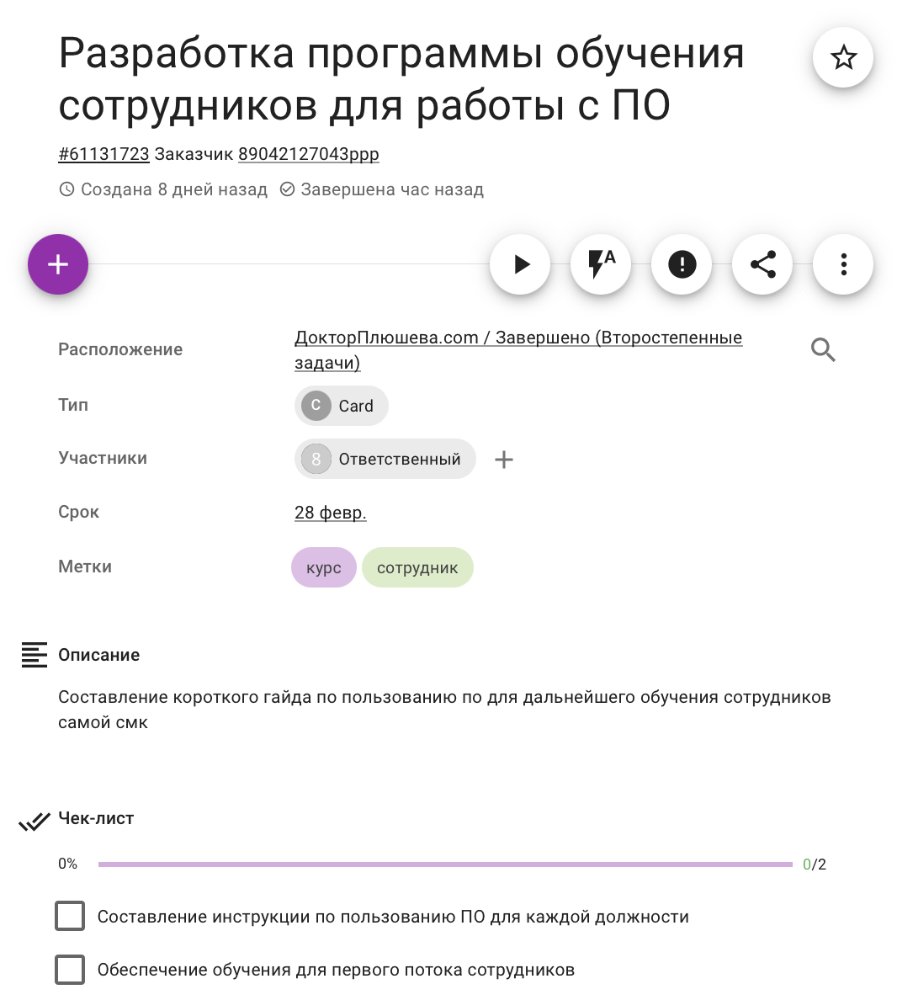 Разработка программы обучения
сотрудников для работы с ПО
#61131723 Заказчик 89042127043ppp
Создана 8 дней назад Завершена час назад
A
Расположение
ДокторПлюшева.com / Завершено (Второстепенные
задачи)
Тип
C Card
Участники
8 Ответственный
Срок
28 февр.
Метки
курс сотрудник
Описание
Составление короткого гайда по пользованию по для дальнейшего обучения сотрудников
самой смк
Чек-лист
0% 0/2
Составление инструкции по пользованию ПО для каждой должности
Обеспечение обучения для первого потока сотрудников